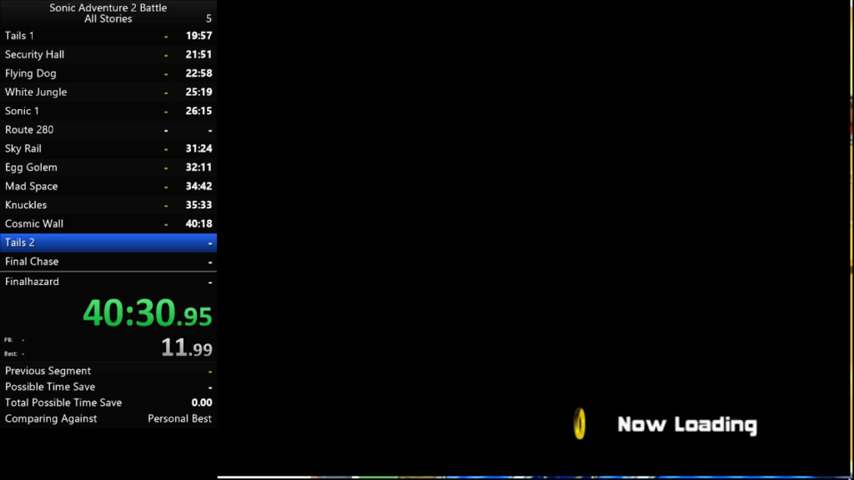 Sonic Adventure 2 Battle
All Stories 5
Tails 1 - 19:57
Security Hall - 21:51
Flying Dog - 22:58
White Jungle - 25:19
Sonic 1 - 26:15
Route 280 - -
Sky Rail - 31:24
Egg Golem - 32:11
Mad Space - 34:42
Knuckles - 35:33
Cosmic Wall - 40:18
Tails 2 -
Final Chase -
Finalhazard -
40:30.95
PB: -
Best: -
11.99
Previous Segment -
Possible Time Save -
Total Possible Time Save 0.00
Comparing Against Personal Best
Now Loading